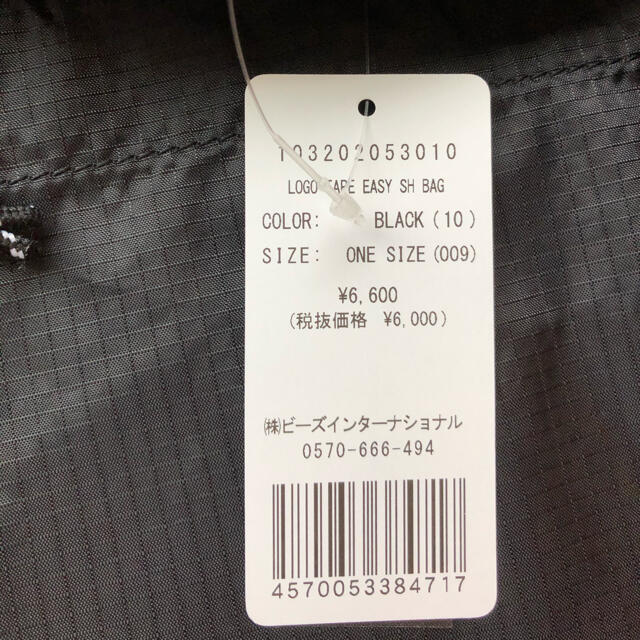 103202053010
LOGO TAPE EASY SH BAG
COLOR: BLACK(10)
SIZE: ONE SIZE(009)
¥6,600
(税抜価格 ¥6,000)
㈱ビーズインターナショナル
0570-666-494
4570053384717